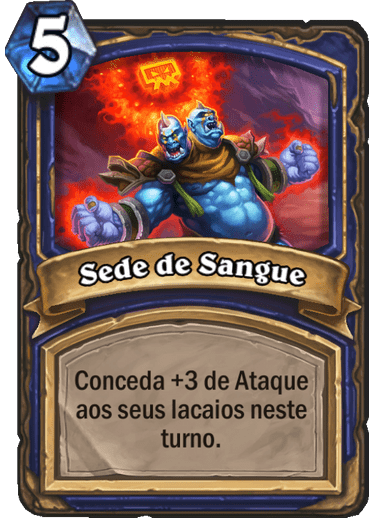 5
Sede de Sangue
Conceda +3 de Ataque
aos seus lacaios neste
turno.